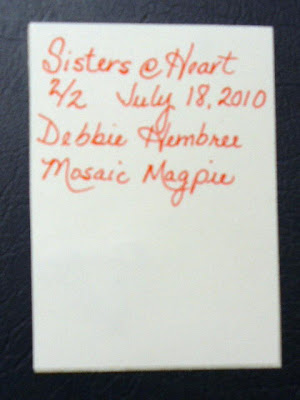 Sisters @ Heart
2/2 July 18, 2010
Debbie Hembree
Mosaic Magpie